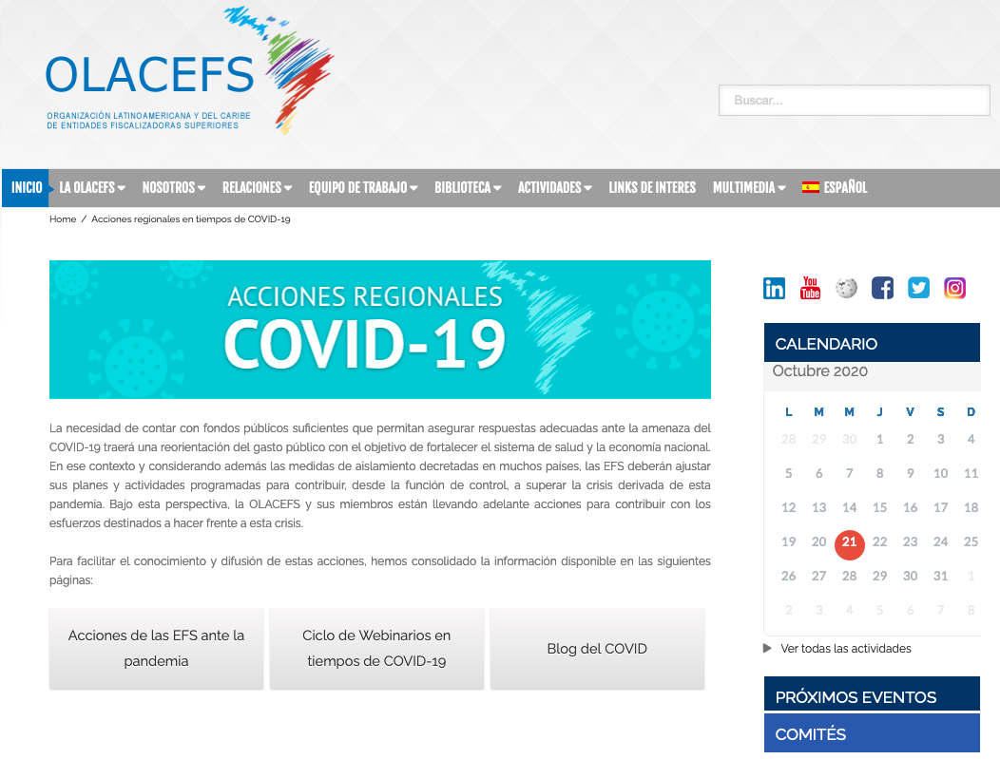 OLACEFS
ORGANIZACIÓN LATINOAMERICANA Y DEL CARIBE
DE ENTIDADES FISCALIZADORAS SUPERIORES
Buscar...
INICIO LA OLACEFS NOSOTROS RELACIONES EQUIPO DE TRABAJO BIBLIOTECA ACTIVIDADES LINKS DE INTERES MULTIMEDIA ESPAÑOL
Home / Acciones regionales en tiempos de COVID-19
ACCIONES REGIONALES
COVID-19
La necesidad de contar con fondos públicos suficientes que permitan asegurar respuestas adecuadas ante la amenaza del
COVID-19 traerá una reorientación del gasto público con el objetivo de fortalecer el sistema de salud y la economía nacional.
En ese contexto y considerando además las medidas de aislamiento decretadas en muchos países, las EFS deberán ajustar
sus planes y actividades programadas para contribuir, desde la función de control, a superar la crisis derivada de esta
pandemia. Bajo esta perspectiva, la OLACEFS y sus miembros están llevando adelante acciones para contribuir con los
esfuerzos destinados a hacer frente a esta crisis.
Para facilitar el conocimiento y difusión de estas acciones, hemos consolidado la información disponible en las siguientes
páginas:
Acciones de las EFS ante la
pandemia
Ciclo de Webinarios en
tiempos de COVID-19
Blog del COVID
in
You
Tube
CALENDARIO
Octubre 2020
L M M J V S D
28 29 30 1 2 3 4
5 6 7 8 9 10 11
12 13 14 15 16 17 18
19 20 21 22 23 24 25
26 27 28 29 30 31 1
2 3 4 5 6 7 8
Ver todas las actividades
PRÓXIMOS EVENTOS
COMITÉS